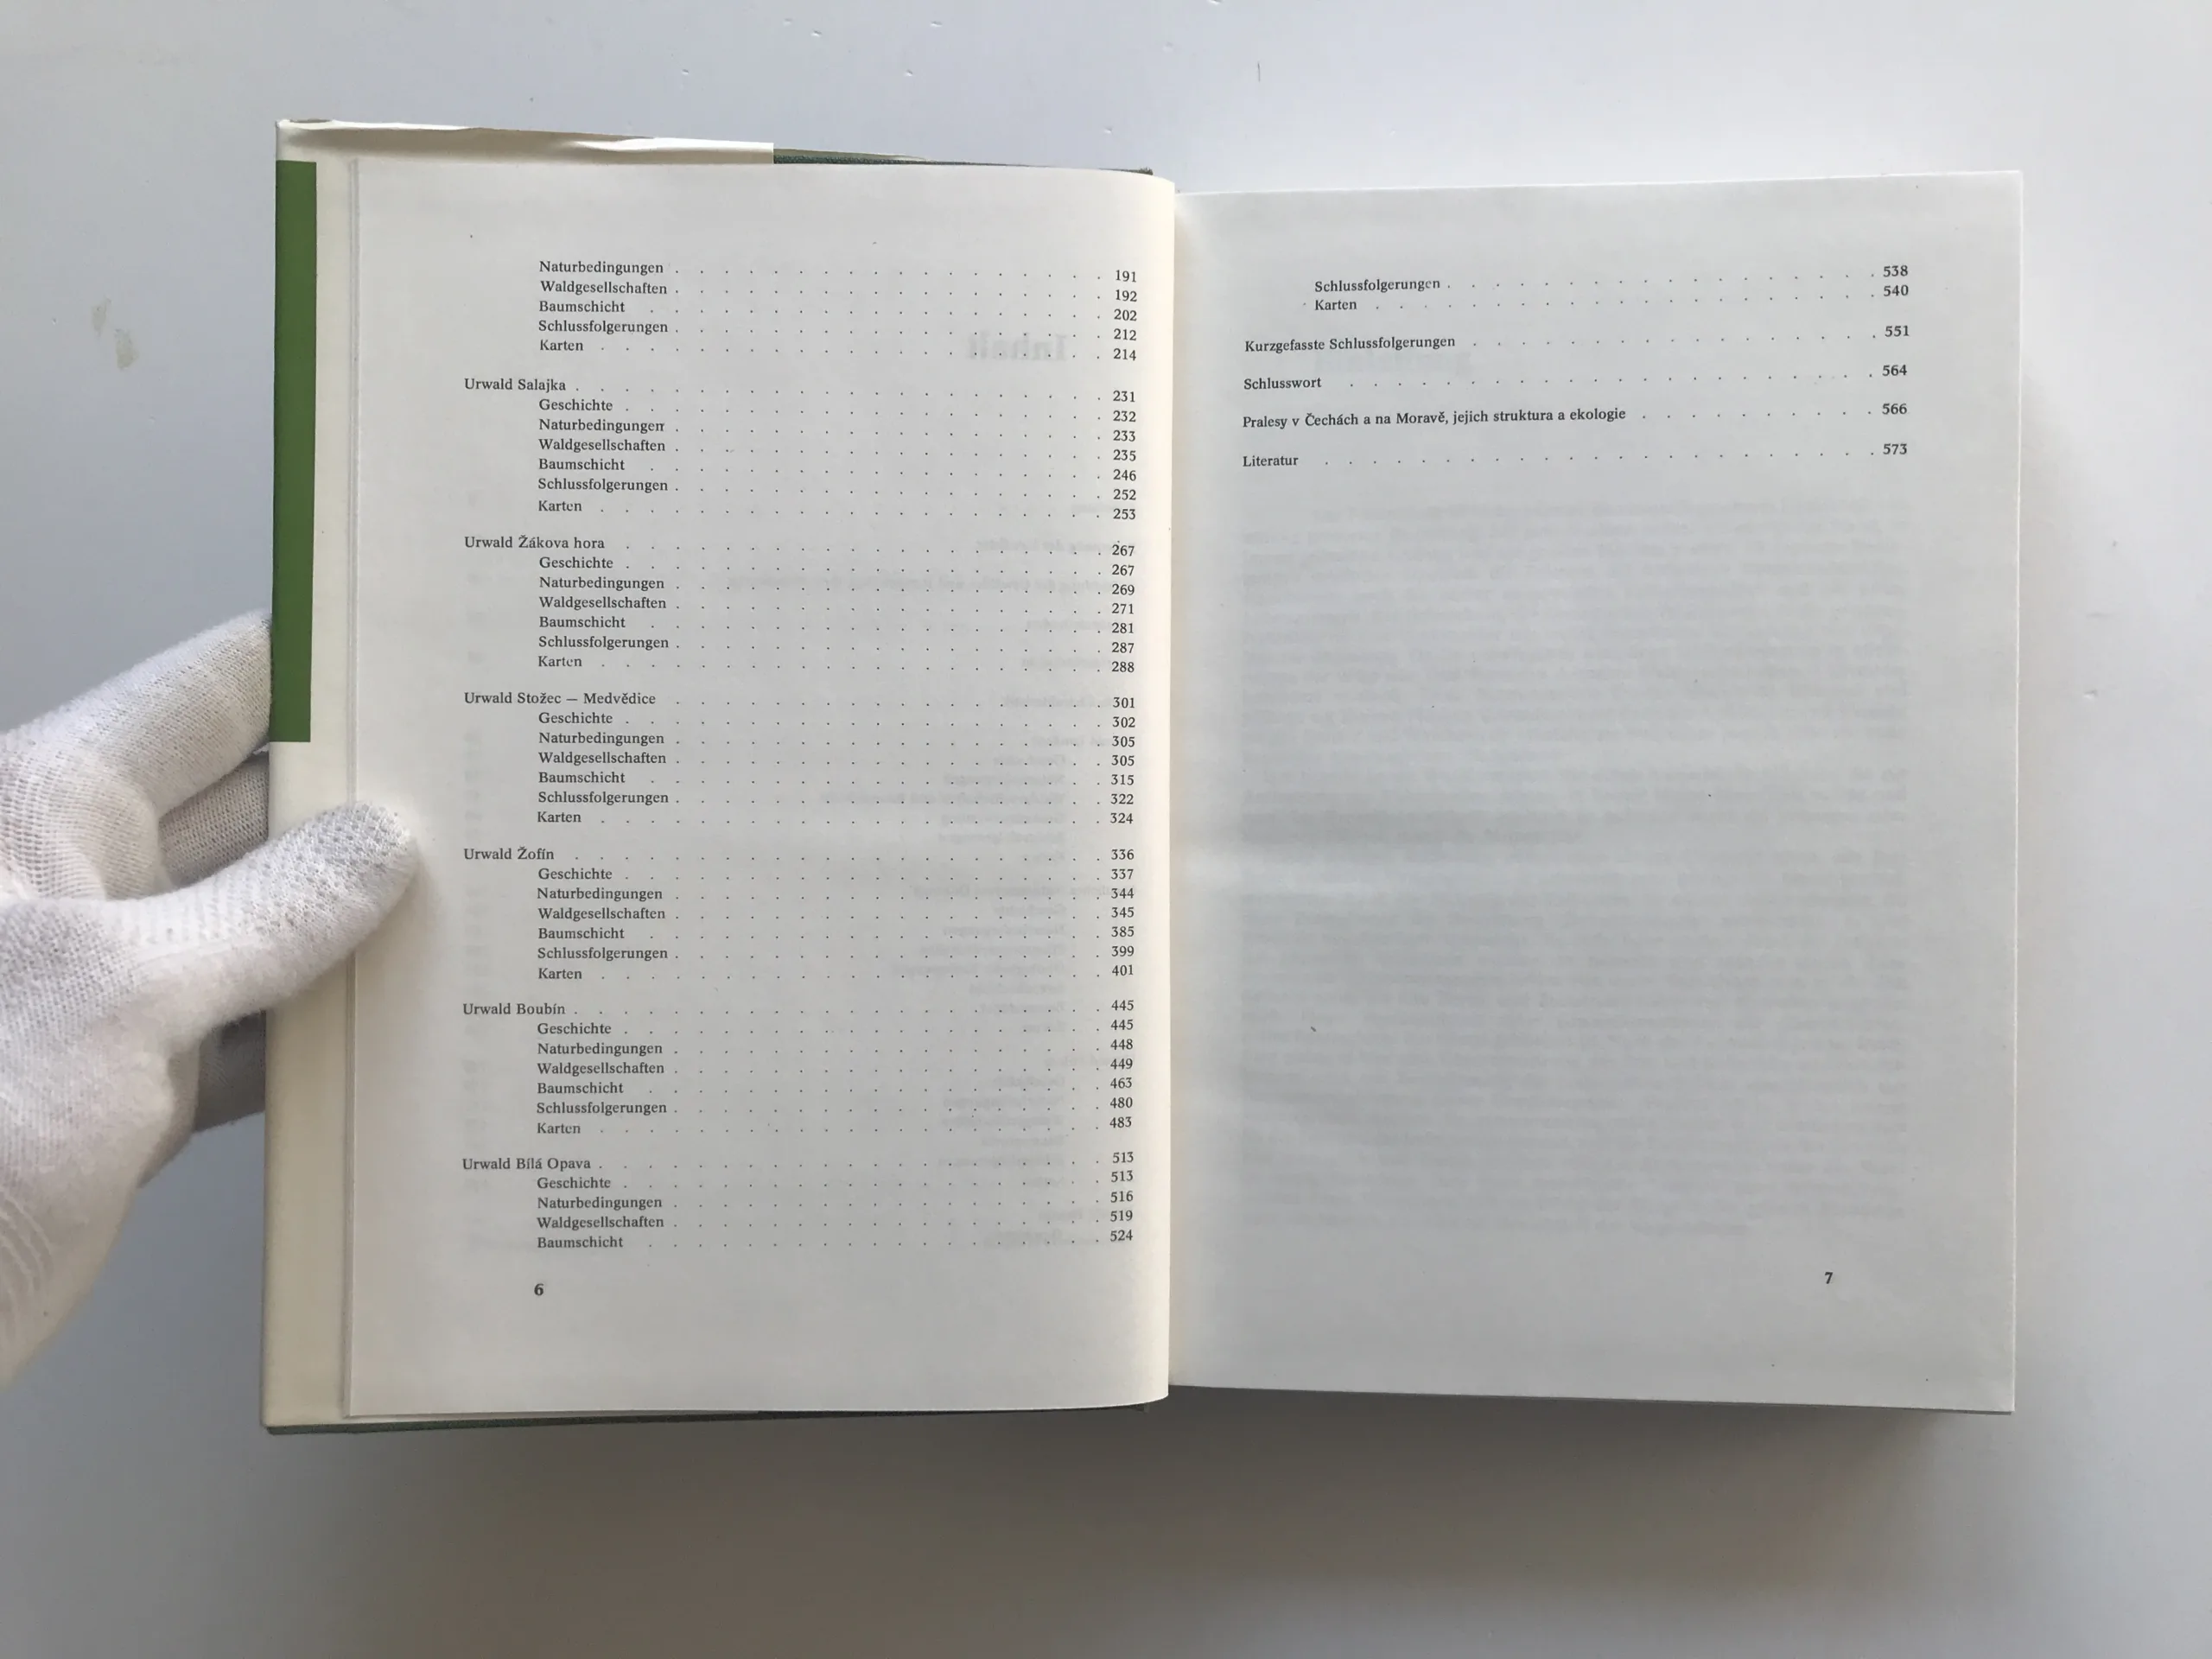 Naturbedingungen . . . . . . . . . . . . . . . . . . 191
Waldgesellschaften . . . . . . . . . . . . . . . . . . 192
Baumschicht . . . . . . . . . . . . . . . . . . . 202
Schlussfolgerungen . . . . . . . . . . . . . . . . . . 212
Karten . . . . . . . . . . . . . . . . . . . . . 214
Urwald Salajka . . . . . . . . . . . . . . . . . . . . . . 231
Geschichte . . . . . . . . . . . . . . . . . . . . 232
Naturbedingungen . . . . . . . . . . . . . . . . . . 233
Waldgesellschaften . . . . . . . . . . . . . . . . . . 235
Baumschicht . . . . . . . . . . . . . . . . . . . 246
Schlussfolgerungen . . . . . . . . . . . . . . . . . . 252
Karten . . . . . . . . . . . . . . . . . . . . . 253
Urwald Žákova hora . . . . . . . . . . . . . . . . . . . . 267
Geschichte . . . . . . . . . . . . . . . . . . . . 267
Naturbedingungen . . . . . . . . . . . . . . . . . . 269
Waldgesellschaften . . . . . . . . . . . . . . . . . . 271
Baumschicht . . . . . . . . . . . . . . . . . . . 281
Schlussfolgerungen . . . . . . . . . . . . . . . . . . 287
Karten . . . . . . . . . . . . . . . . . . . . . 288
Urwald Stožec — Medvědice . . . . . . . . . . . . . . . . . . 301
Geschichte . . . . . . . . . . . . . . . . . . . . 302
Naturbedingungen . . . . . . . . . . . . . . . . . . 305
Waldgesellschaften . . . . . . . . . . . . . . . . . . 305
Baumschicht . . . . . . . . . . . . . . . . . . . 315
Schlussfolgerungen . . . . . . . . . . . . . . . . . . 322
Karten . . . . . . . . . . . . . . . . . . . . . 324
Urwald Žofín . . . . . . . . . . . . . . . . . . . . . . 336
Geschichte . . . . . . . . . . . . . . . . . . . . 337
Naturbedingungen . . . . . . . . . . . . . . . . . . 344
Waldgesellschaften . . . . . . . . . . . . . . . . . . 345
Baumschicht . . . . . . . . . . . . . . . . . . . 385
Schlussfolgerungen . . . . . . . . . . . . . . . . . . 399
Karten . . . . . . . . . . . . . . . . . . . . . 401
Urwald Boubín . . . . . . . . . . . . . . . . . . . . . . 445
Geschichte . . . . . . . . . . . . . . . . . . . . 445
Naturbedingungen . . . . . . . . . . . . . . . . . . 448
Waldgesellschaften . . . . . . . . . . . . . . . . . . 449
Baumschicht . . . . . . . . . . . . . . . . . . . 463
Schlussfolgerungen . . . . . . . . . . . . . . . . . . 480
Karten . . . . . . . . . . . . . . . . . . . . . 483
Urwald Bílá Opava . . . . . . . . . . . . . . . . . . . . . 513
Geschichte . . . . . . . . . . . . . . . . . . . . 513
Naturbedingungen . . . . . . . . . . . . . . . . . . 516
Waldgesellschaften . . . . . . . . . . . . . . . . . . 519
Baumschicht . . . . . . . . . . . . . . . . . . . 524
6
Schlussfolgerungen . . . . . . . . . . . . . . . . . . 538
Karten . . . . . . . . . . . . . . . . . . . . . 540
Kurzgefasste Schlussfolgerungen . . . . . . . . . . . . . . . . . 551
Schlusswort . . . . . . . . . . . . . . . . . . . . . . 564
Pralesy v Čechách a na Moravě, jejich struktura a ekologie . . . . . . . . . . 566
Literatur . . . . . . . . . . . . . . . . . . . . . . . 573
7